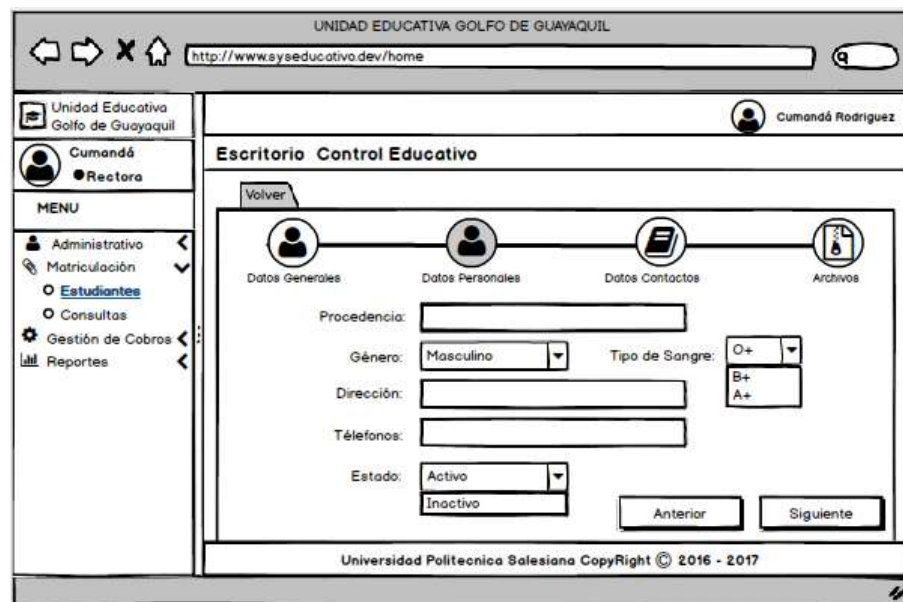 UNIDAD EDUCATIVA GOLFO DE GUAYAQUIL
http://www.syseducativo.dev/home
Unidad Educativa
Golfo de Guayaquil
Cumandá Rodriguez
Cumandá
Rectora
Escritorio Control Educativo
Volver
MENU
Administrativo
Matriculación
Estudiantes
Consultas
Gestión de Cobros
Reportes
Datos Generales
Datos Personales
Datos Contactos
Archivos
Procedencia:
Género: Masculino Tipo de Sangre: O+
B+
A+
Dirección:
Télefonos:
Estado: Activo
Inactivo
Anterior Siguiente
Universidad Politecnica Salesiana CopyRight © 2016 - 2017